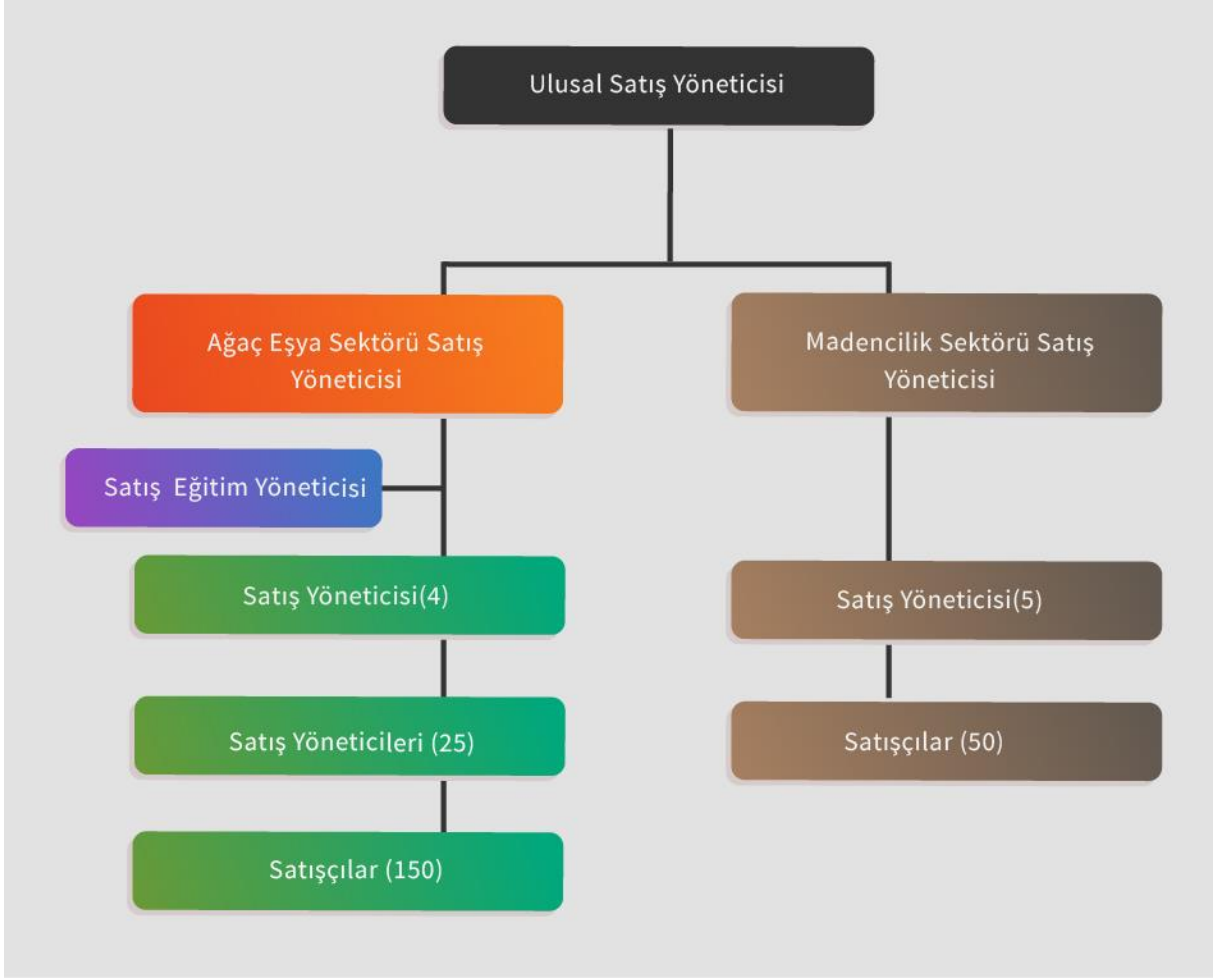 Ulusal Satış Yöneticisi
Ağaç Eşya Sektörü Satış
Yöneticisi
Madencilik Sektörü Satış
Yöneticisi
Satış Eğitim Yöneticisi
Satış Yöneticisi(4)
Satış Yöneticisi(5)
Satış Yöneticileri (25)
Satışçılar (50)
Satışçılar (150)